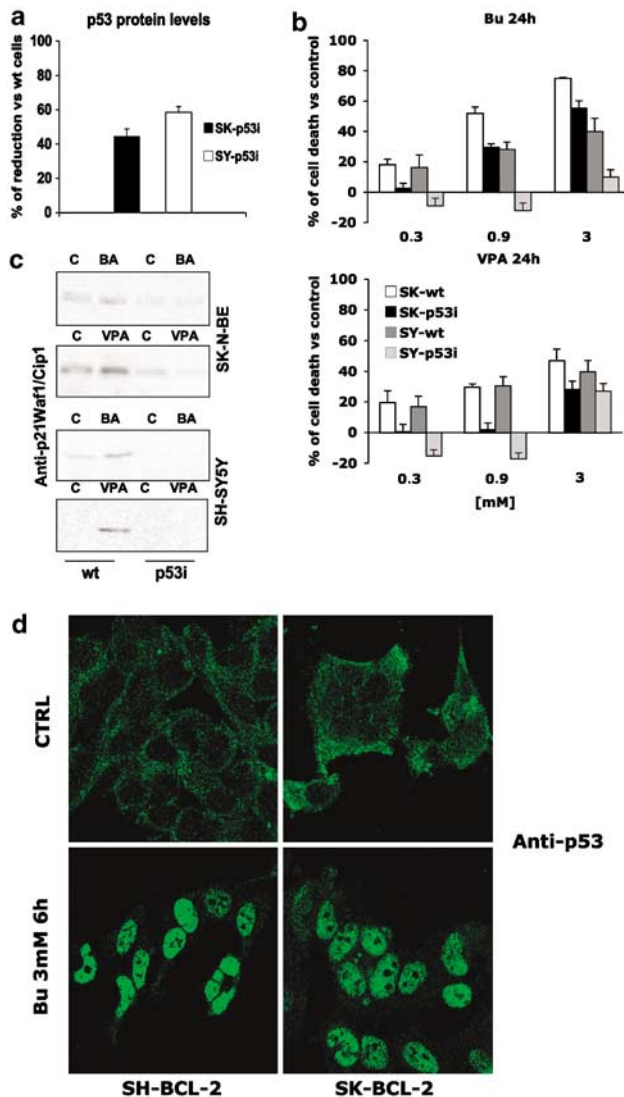 a
p53 protein levels
% of reduction vs wt cells
100
80
60
40
20
0
SK-p53i
SY-p53i
b
Bu 24h
% of cell death vs control
80
60
40
20
0
-20
0.3 0.9 3
VPA 24h
% of cell death vs control
100
80
60
40
20
0
-20
SK-wt
SK-p53i
SY-wt
SY-p53i
0.3 0.9 3
[mM]
c
Anti-p21Waf1/Cip1
C BA C BA
C VPA C VPA
SK-N-BE
C BA C BA
C VPA C VPA
SH-SY5Y
wt p53i
d
CTRL
Bu 3mM 6h
Anti-p53
SH-BCL-2 SK-BCL-2